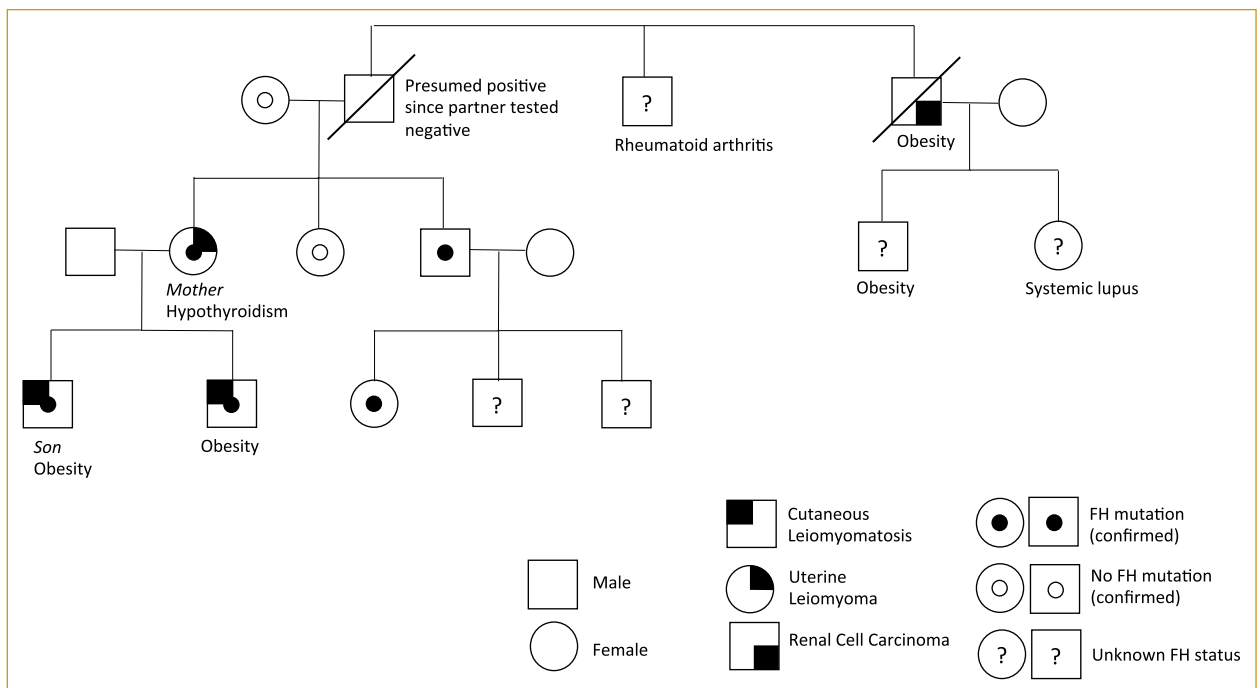 Presumed positive
since partner tested
negative
?
Rheumatoid arthritis
Obesity
Mother
Hypothyroidism
?
Obesity
?
Systemic lupus
Son
Obesity
Obesity
?
?
Cutaneous
Leiomyomatosis
FH mutation
(confirmed)
Male
Uterine
Leiomyoma
No FH mutation
(confirmed)
Female
Renal Cell Carcinoma
?
?
Unknown FH status